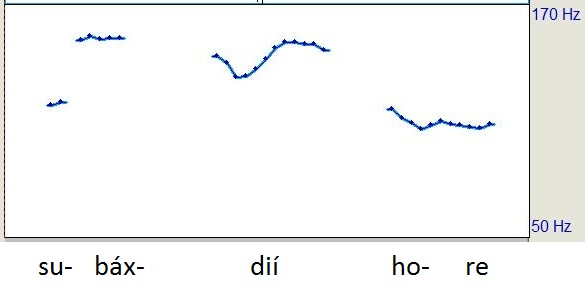 170 Hz
50 Hz
su- báx- dií ho- re